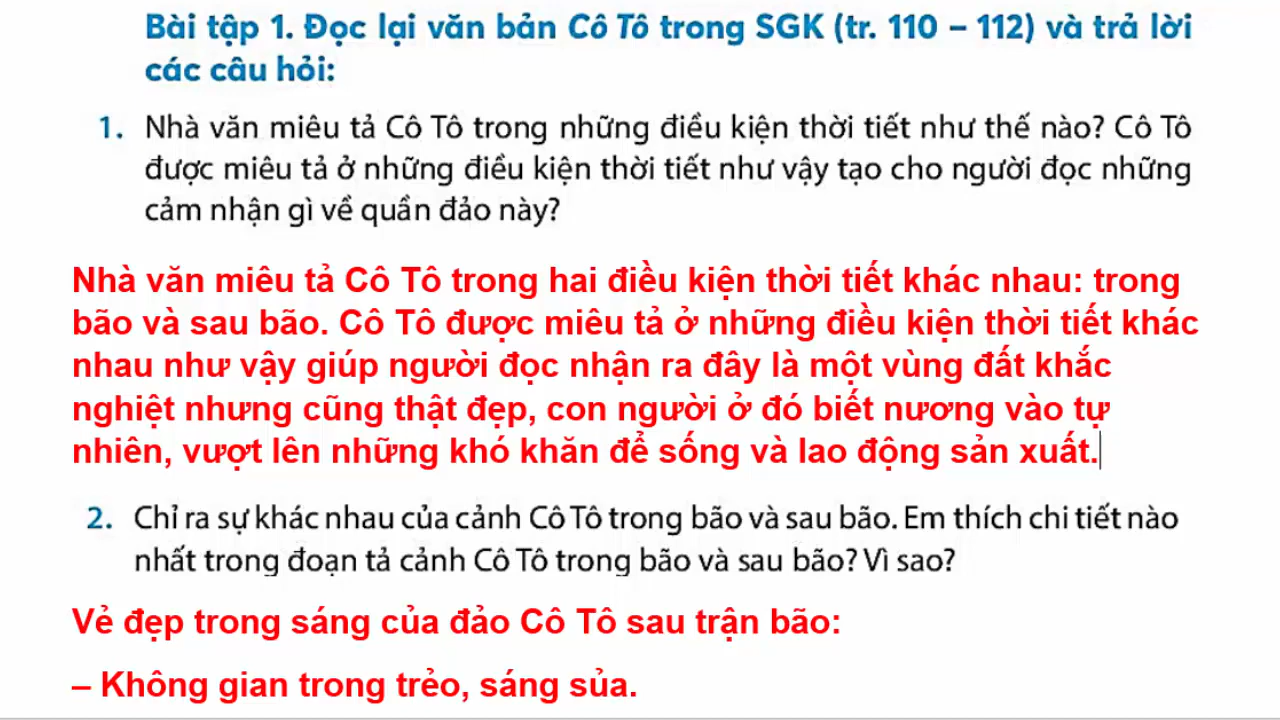 Bài tập 1. Đọc lại văn bản Cô Tô trong SGK (tr. 110 – 112) và trả lời
các câu hỏi:
1. Nhà văn miêu tả Cô Tô trong những điều kiện thời tiết như thế nào? Cô Tô
được miêu tả ở những điều kiện thời tiết như vậy tạo cho người đọc những
cảm nhận gì về quần đảo này?
Nhà văn miêu tả Cô Tô trong hai điều kiện thời tiết khác nhau: trong
bão và sau bão. Cô Tô được miêu tả ở những điều kiện thời tiết khác
nhau như vậy giúp người đọc nhận ra đây là một vùng đất khắc
nghiệt nhưng cũng thật đẹp, con người ở đó biết nương vào tự
nhiên, vượt lên những khó khăn để sống và lao động sản xuất.
2. Chỉ ra sự khác nhau của cảnh Cô Tô trong bão và sau bão. Em thích chi tiết nào
nhất trong đoạn tả cảnh Cô Tô trong bão và sau bão? Vì sao?
Vẻ đẹp trong sáng của đảo Cô Tô sau trận bão:
– Không gian trong trẻo, sáng sủa.